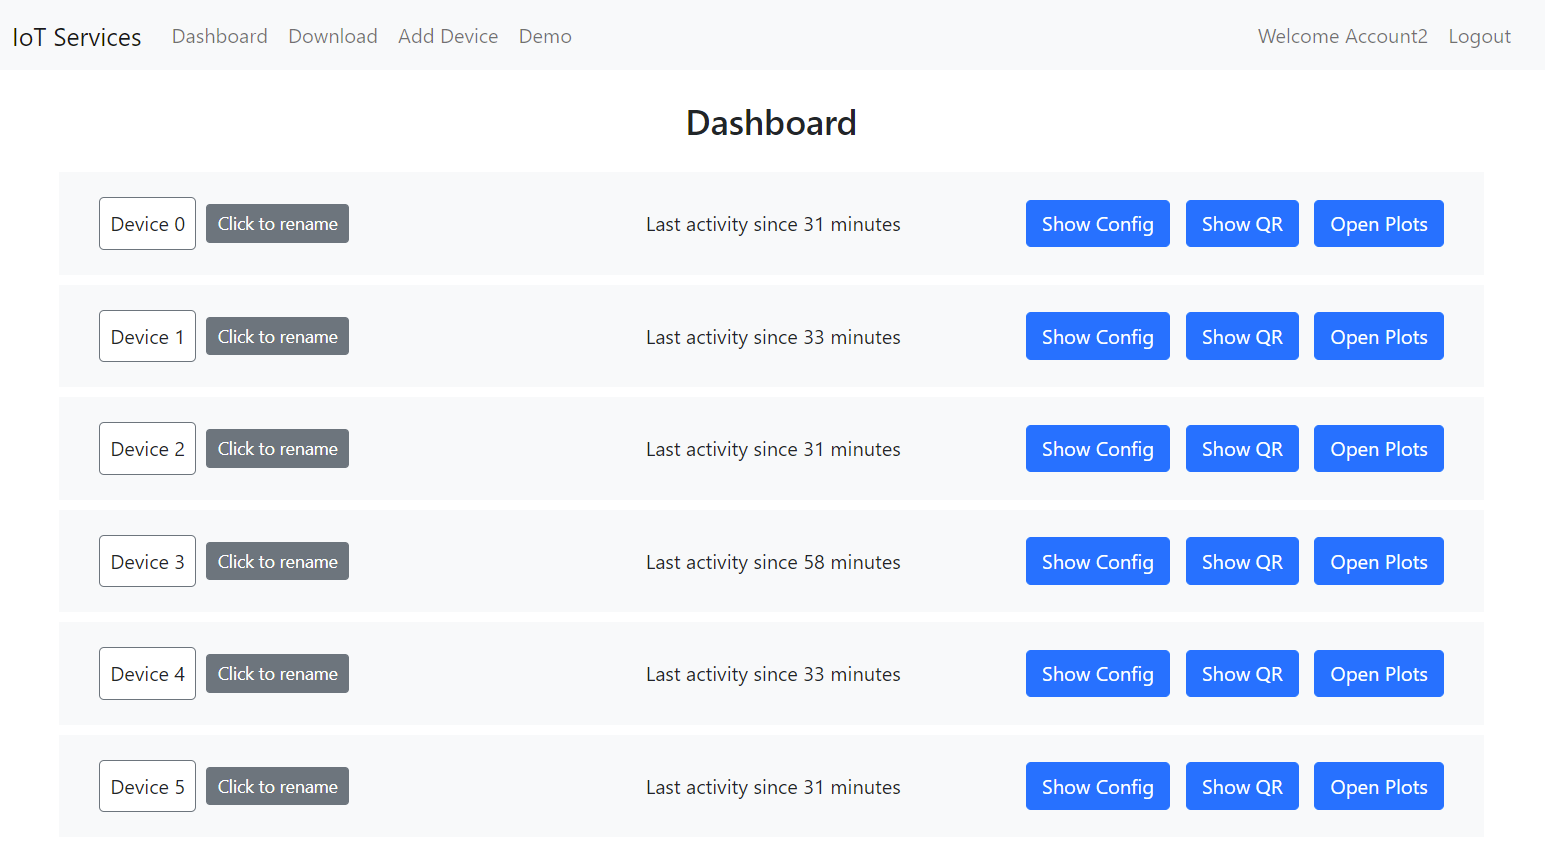 IoT Services Dashboard Download Add Device Demo Welcome Account2 Logout
Dashboard
Device 0 Click to rename Last activity since 31 minutes Show Config Show QR Open Plots
Device 1 Click to rename Last activity since 33 minutes Show Config Show QR Open Plots
Device 2 Click to rename Last activity since 31 minutes Show Config Show QR Open Plots
Device 3 Click to rename Last activity since 58 minutes Show Config Show QR Open Plots
Device 4 Click to rename Last activity since 33 minutes Show Config Show QR Open Plots
Device 5 Click to rename Last activity since 31 minutes Show Config Show QR Open Plots